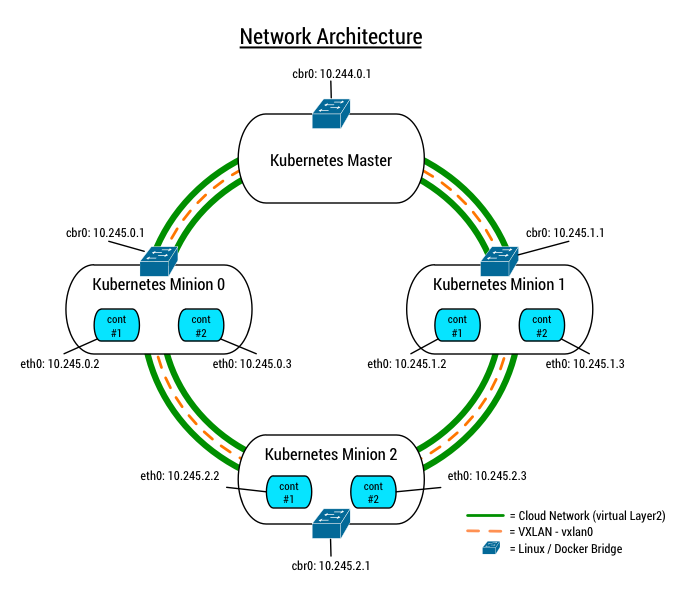 Network Architecture
cbr0: 10.244.0.1
Kubernetes Master
cbr0: 10.245.0.1
cbr0: 10.245.1.1
Kubernetes Minion 0
cont
#1
cont
#2
eth0: 10.245.0.2
eth0: 10.245.0.3
Kubernetes Minion 1
cont
#1
cont
#2
eth0: 10.245.1.2
eth0: 10.245.1.3
Kubernetes Minion 2
eth0: 10.245.2.2
eth0: 10.245.2.3
cont
#1
cont
#2
cbr0: 10.245.2.1
= Cloud Network (virtual Layer2)
= VXLAN - vxlan0
= Linux / Docker Bridge